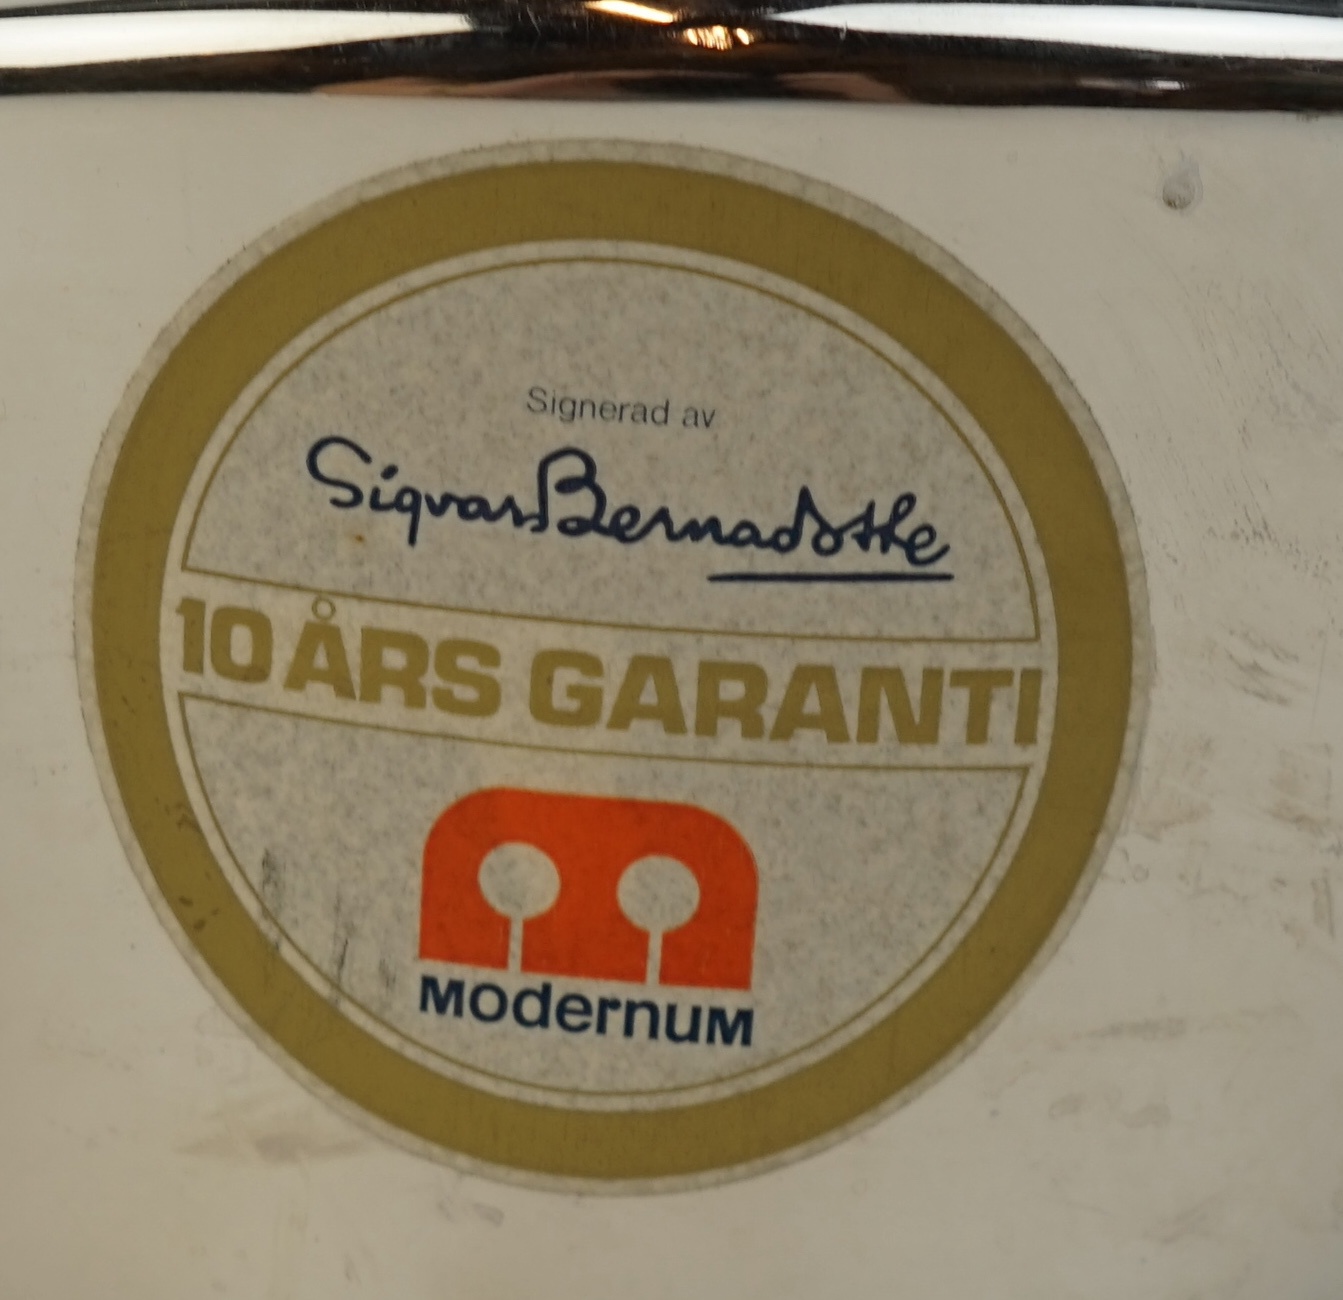 Signerad av
Sigvard Bernadotte
10 ÅRS GARANTI
Modernum